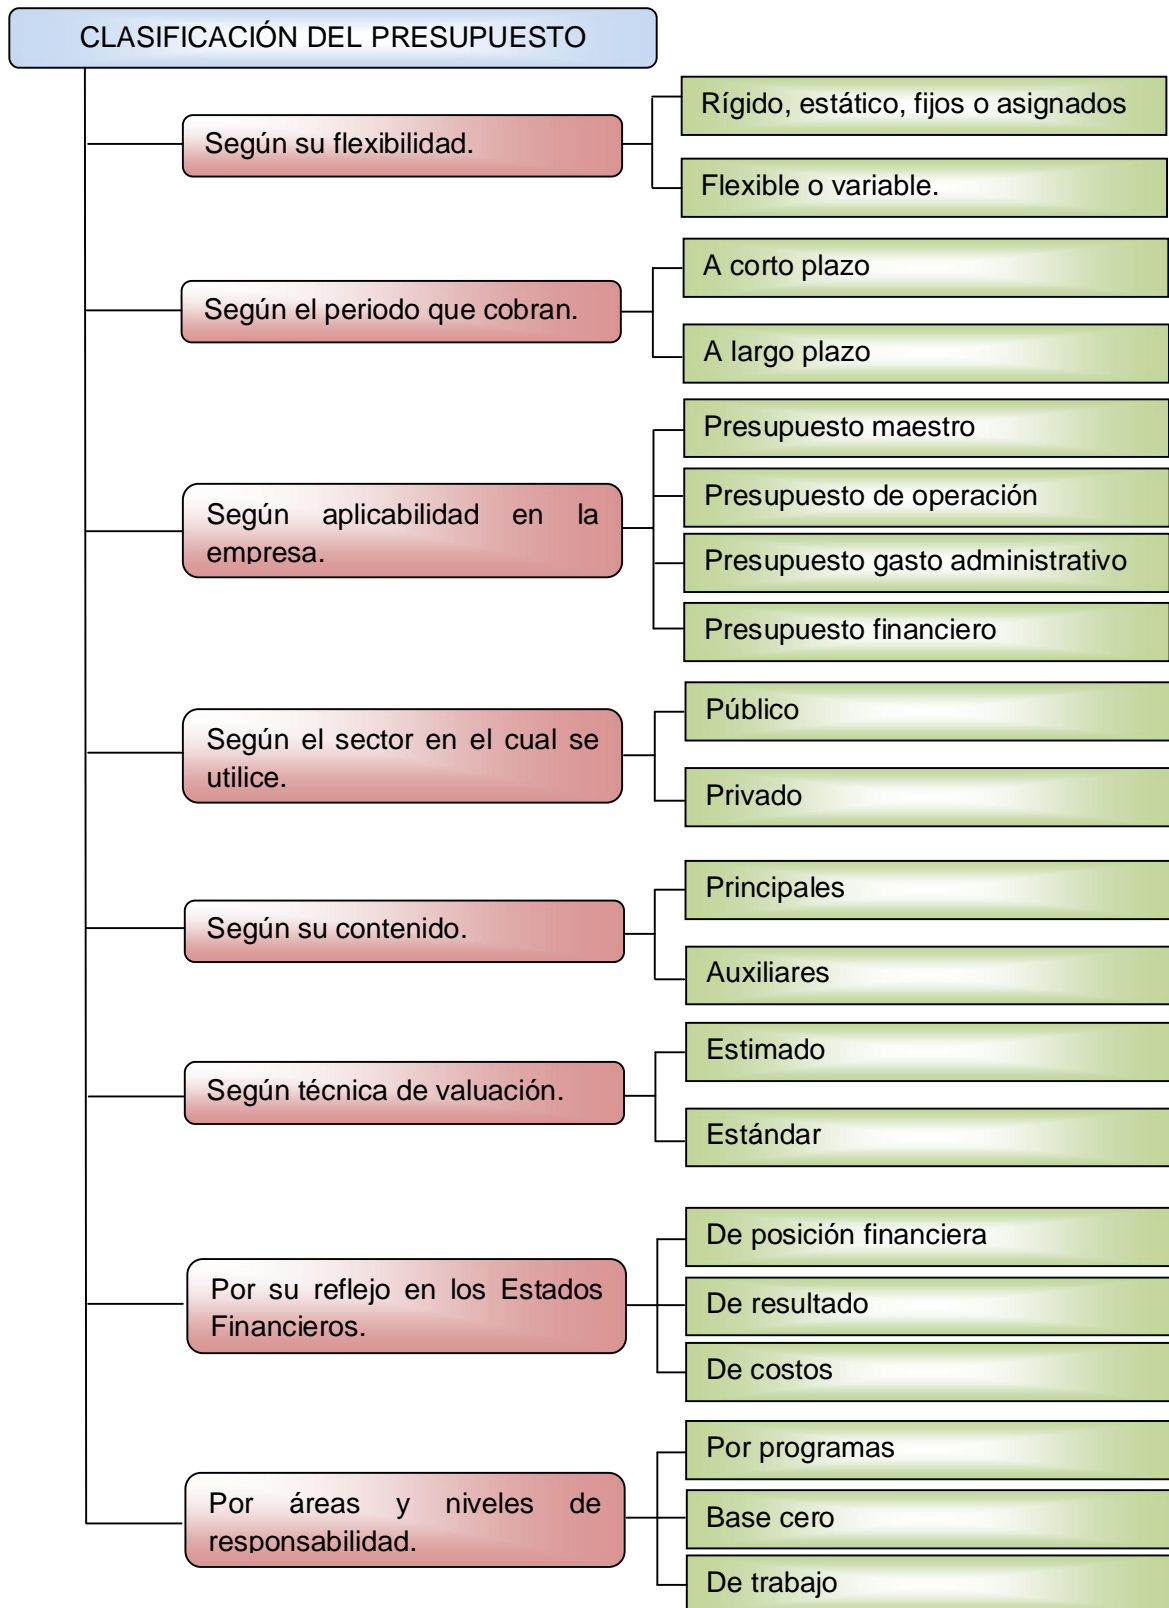 CLASIFICACIÓN DEL PRESUPUESTO
Según su flexibilidad.
Rígido, estático, fijos o asignados
Flexible o variable.
Según el periodo que cobran.
A corto plazo
A largo plazo
Según aplicabilidad en la
empresa.
Presupuesto maestro
Presupuesto de operación
Presupuesto gasto administrativo
Presupuesto financiero
Según el sector en el cual se
utilice.
Público
Privado
Según su contenido.
Principales
Auxiliares
Según técnica de valuación.
Estimado
Estándar
Por su reflejo en los Estados
Financieros.
De posición financiera
De resultado
De costos
Por áreas y niveles de
responsabilidad.
Por programas
Base cero
De trabajo